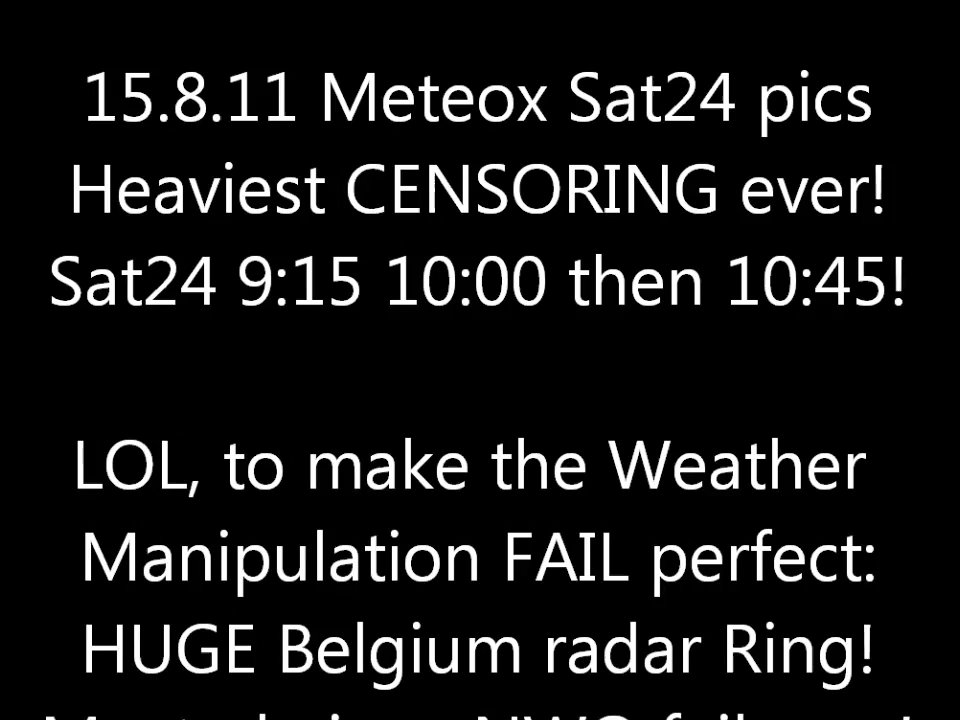 15.8.11 Meteox Sat24 pics
Heaviest CENSORING ever!
Sat24 9:15 10:00 then 10:45!
LOL, to make the Weather
Manipulation FAIL perfect:
HUGE Belgium radar Ring!